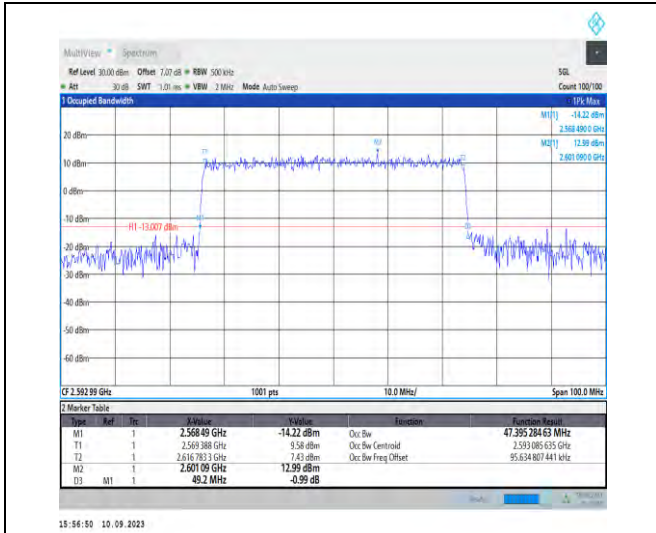 MultiView Spectrum
Ref Level 30.00 dBm Offset 7.07 dB RBW 500 kHz SGL
Att 30 dB SWT 1.01 ms VBW 2 MHz Mode Auto Sweep Count 100/100
1 Occupied Bandwidth 1Pk Max
M1[1] -14.22 dBm
2.568 490 0 GHz
M2[1] 12.99 dBm
2.601 090 0 GHz
20 dBm
M2
10 dBm
0 dBm
-10 dBm
H1 -13.007 dBm
-20 dBm
-30 dBm
-40 dBm
-50 dBm
-60 dBm
CF 2.592 99 GHz 1001 pts 10.0 MHz/ Span 100.0 MHz
2 Marker Table
Type Ref Trc X-Value Y-Value Function Function Result
M1 1 2.568 49 GHz -14.22 dBm Occ Bw 47.395 284 63 MHz
T1 1 2.569 388 GHz 9.58 dBm Occ Bw Centroid 2.593 085 635 GHz
T2 1 2.616 783 3 GHz 7.43 dBm Occ Bw Freq Offset 95.634 807 441 kHz
M2 1 2.601 09 GHz 12.99 dBm
D3 M1 1 49.2 MHz -0.99 dB
15:56:50 10.09.2023